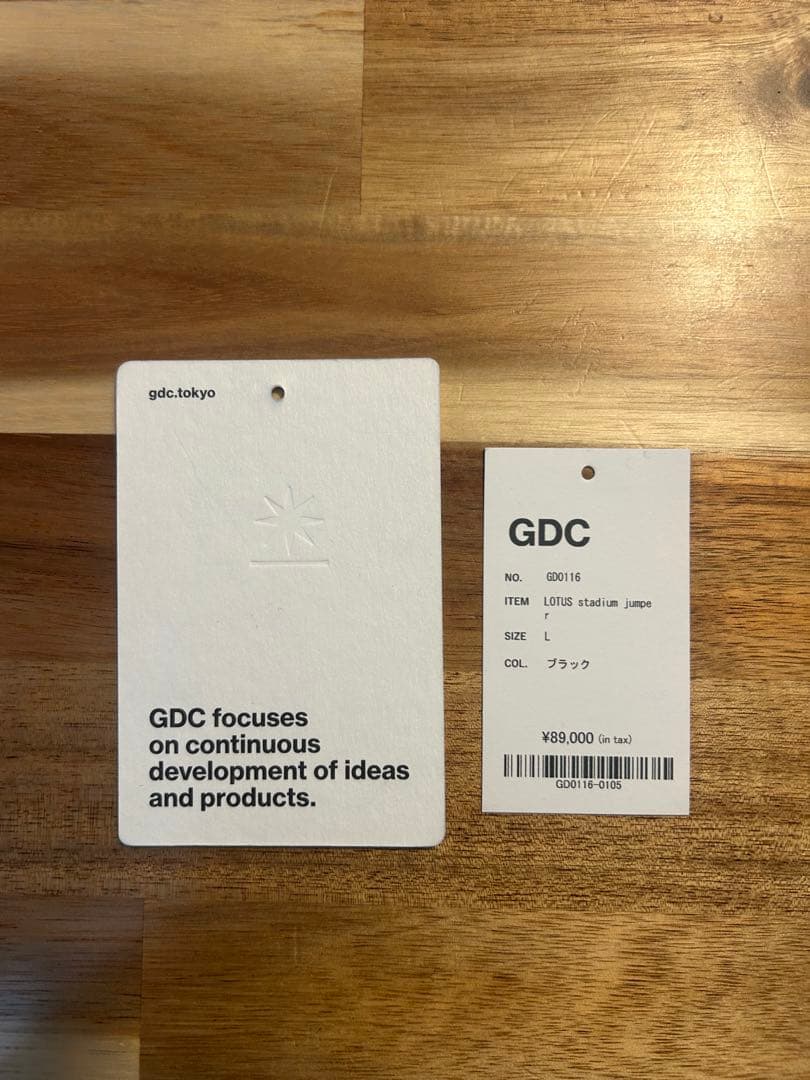 gdc.tokyo
GDC focuses
on continuous
development of ideas
and products.
GDC
NO. GD0116
ITEM LOTUS stadium jumpe
r
SIZE L
COL. ブラック
¥89,000 (in tax)
GD0116-0105